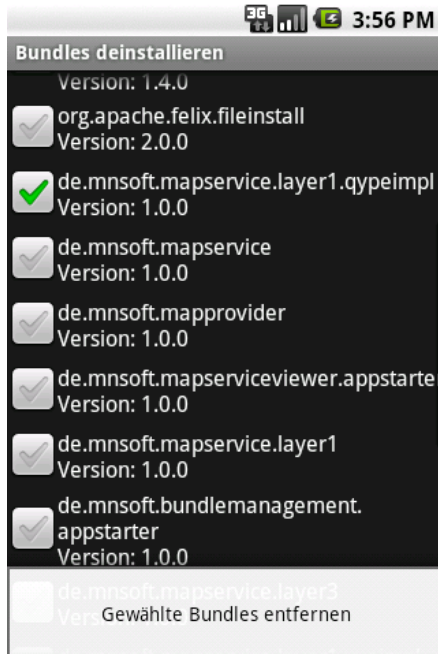 3G 3:56 PM
Bundles deinstallieren
Version: 1.4.0
org.apache.felix.fileinstall
Version: 2.0.0
de.mnsoft.mapservice.layer1.qypeimpl
Version: 1.0.0
de.mnsoft.mapservice
Version: 1.0.0
de.mnsoft.mapprovider
Version: 1.0.0
de.mnsoft.mapserviceviewer.appstarter
Version: 1.0.0
de.mnsoft.mapservice.layer1
Version: 1.0.0
de.mnsoft.bundlemanagement.
appstarter
Version: 1.0.0
de.mnsoft.mapservice.layer3
Gewählte Bundles entfernen